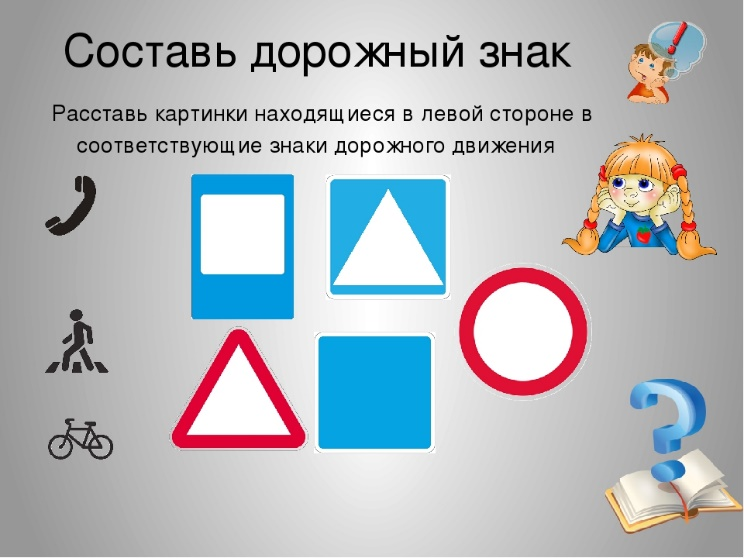 Составь дорожный знак
Расставь картинки находящиеся в левой стороне в
соответствующие знаки дорожного движения